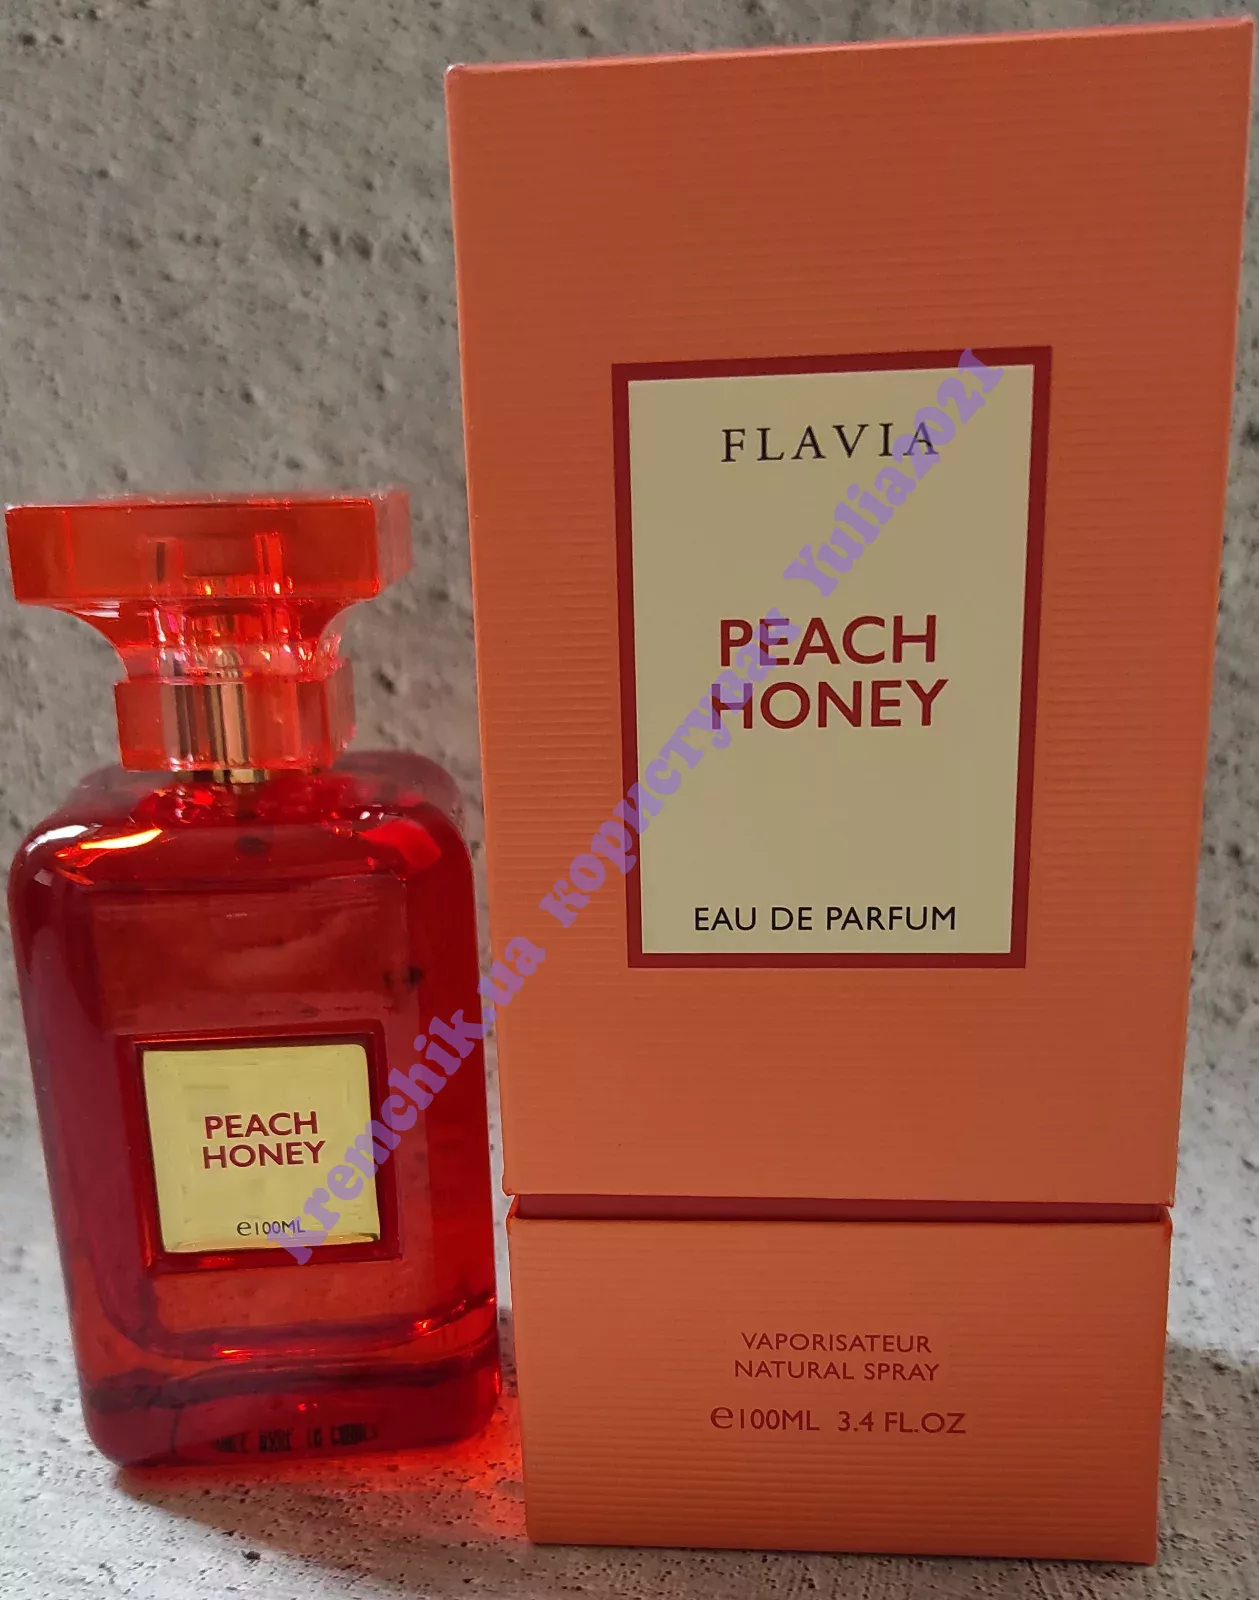 FLAVIA
PEACH
HONEY
EAU DE PARFUM
VAPORISATEUR
NATURAL SPRAY
℮100ML 3.4 FL.OZ
PEACH
HONEY
℮100ML
kremchik.ua користувач Yulia2021